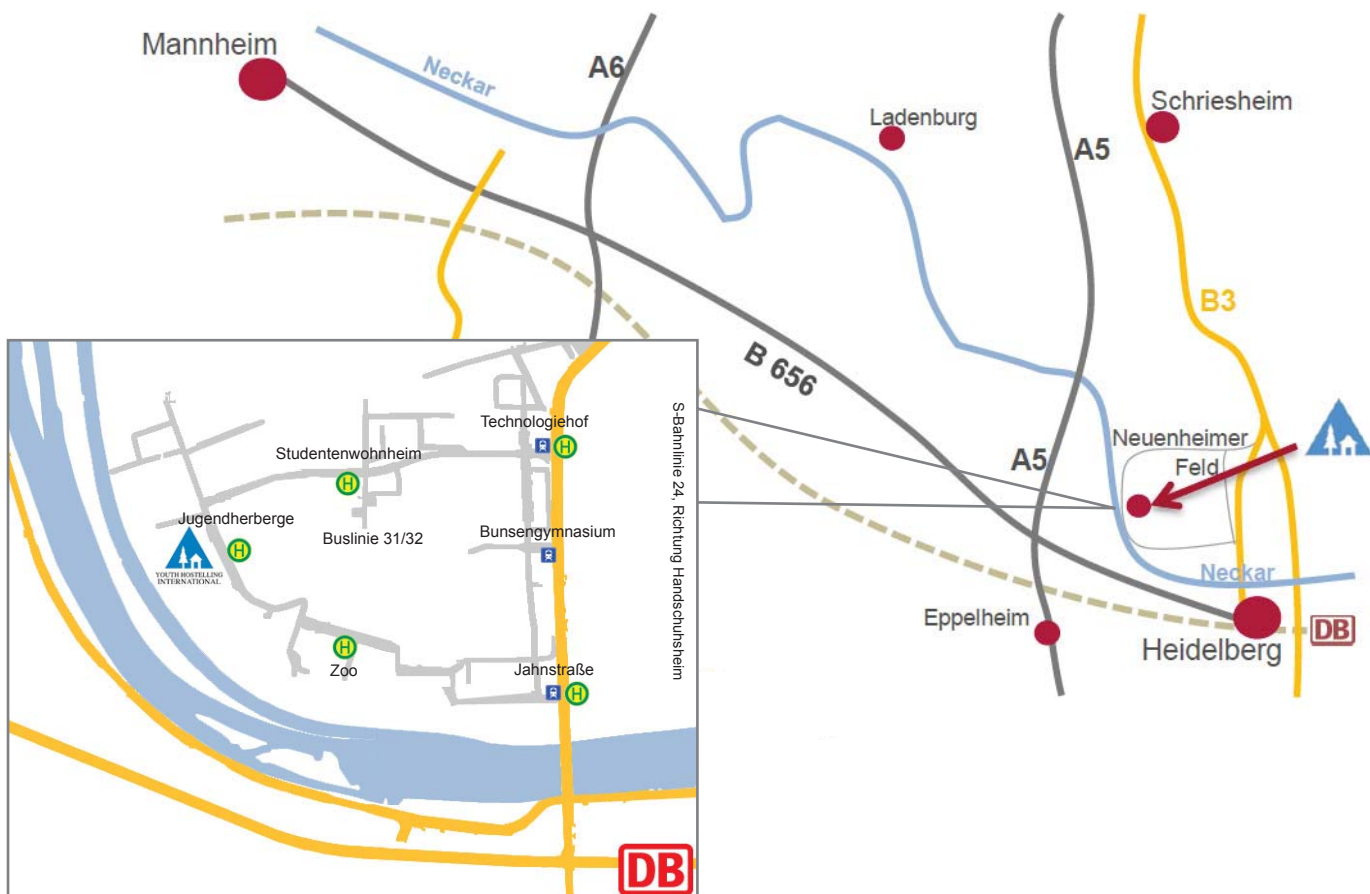 Mannheim
Neckar
A6
Ladenburg
Schriesheim
A5
B3
B 656
A5
Neuenheimer
Feld
Neckar
Eppelheim
Heidelberg
DB
Technologiehof
H
Studentenwohnheim
H
Jugendherberge
H
YOUTH HOSTELLING
INTERNATIONAL
Buslinie 31/32
Bunsengymnasium
S-Bahnlinie 24, Richtung Handschuhsheim
H
Zoo
Jahnstraße
H
DB